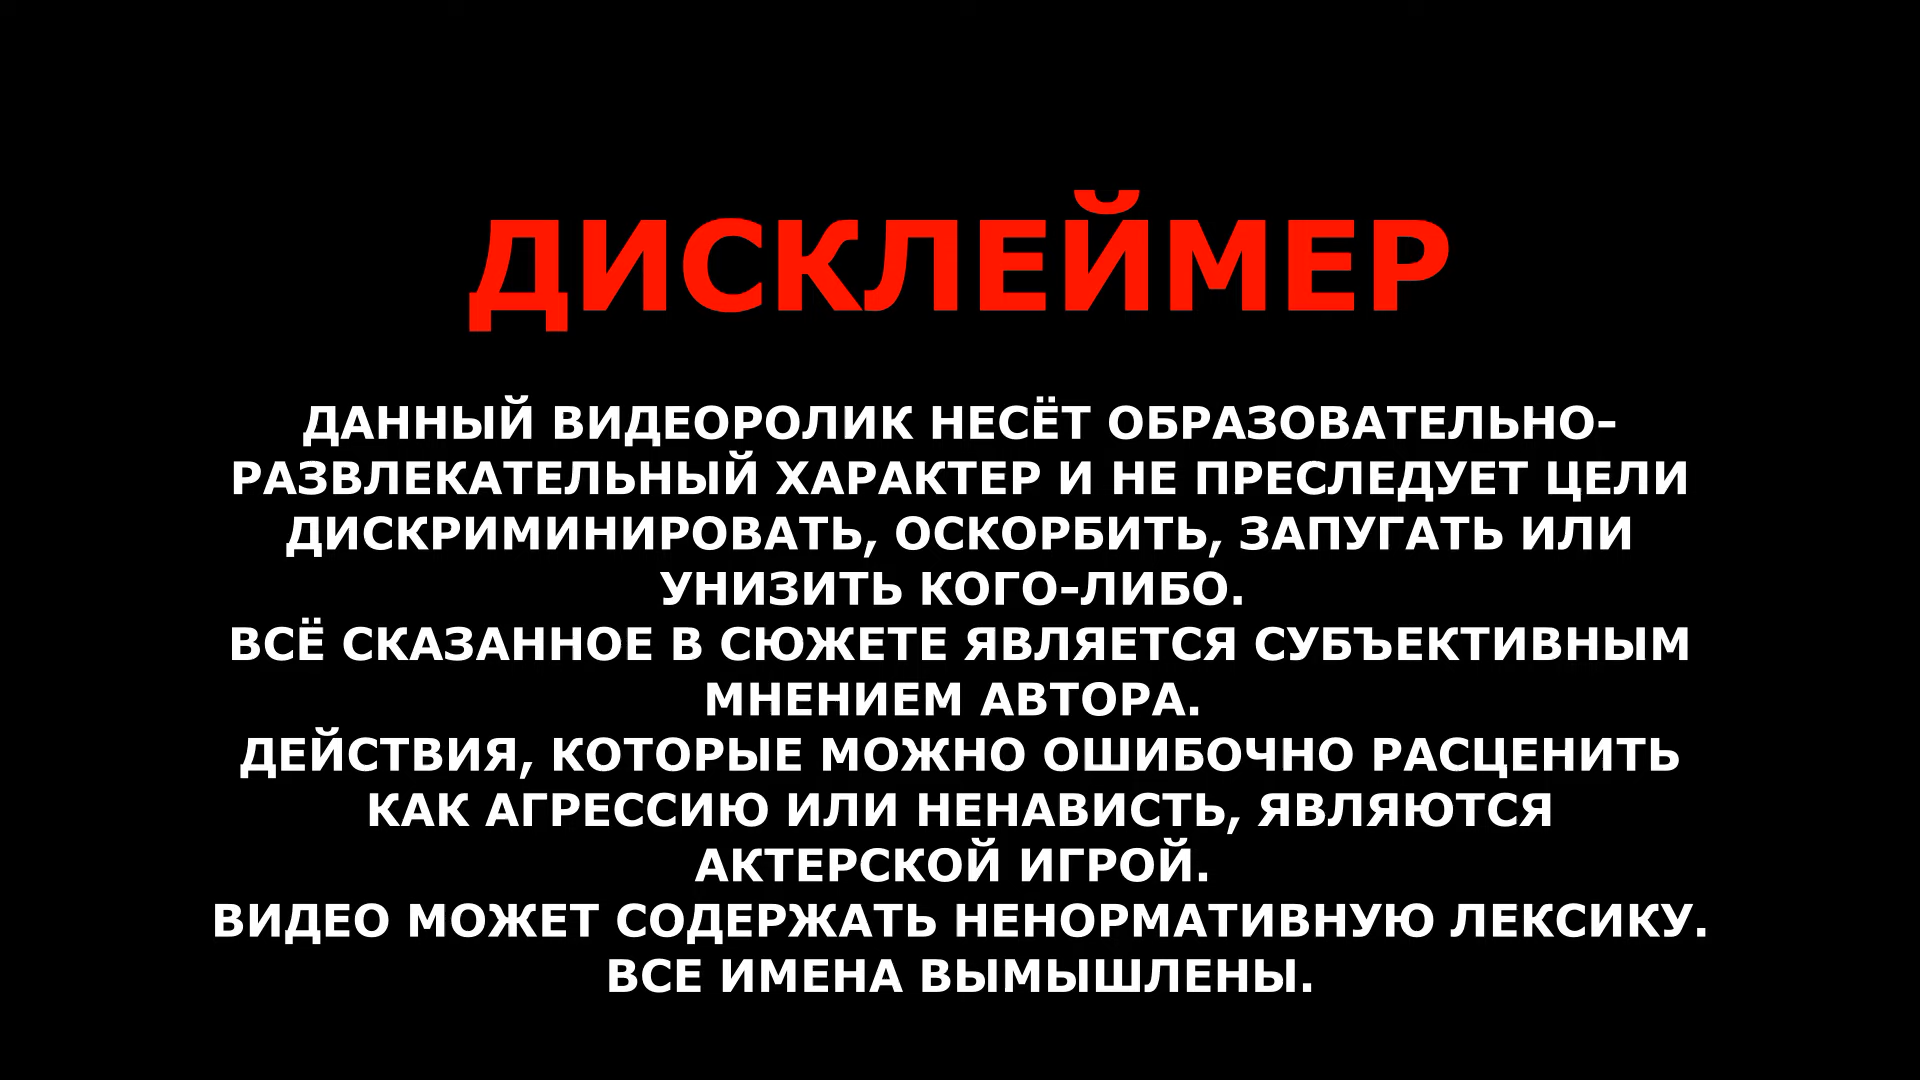 ДИСКЛЕЙМЕР
ДАННЫЙ ВИДЕОРОЛИК НЕСЁТ ОБРАЗОВАТЕЛЬНО-
РАЗВЛЕКАТЕЛЬНЫЙ ХАРАКТЕР И НЕ ПРЕСЛЕДУЕТ ЦЕЛИ
ДИСКРИМИНИРОВАТЬ, ОСКОРБИТЬ, ЗАПУГАТЬ ИЛИ
УНИЗИТЬ КОГО-ЛИБО.
ВСЁ СКАЗАННОЕ В СЮЖЕТЕ ЯВЛЯЕТСЯ СУБЪЕКТИВНЫМ
МНЕНИЕМ АВТОРА.
ДЕЙСТВИЯ, КОТОРЫЕ МОЖНО ОШИБОЧНО РАСЦЕНИТЬ
КАК АГРЕССИЮ ИЛИ НЕНАВИСТЬ, ЯВЛЯЮТСЯ
АКТЕРСКОЙ ИГРОЙ.
ВИДЕО МОЖЕТ СОДЕРЖАТЬ НЕНОРМАТИВНУЮ ЛЕКСИКУ.
ВСЕ ИМЕНА ВЫМЫШЛЕНЫ.